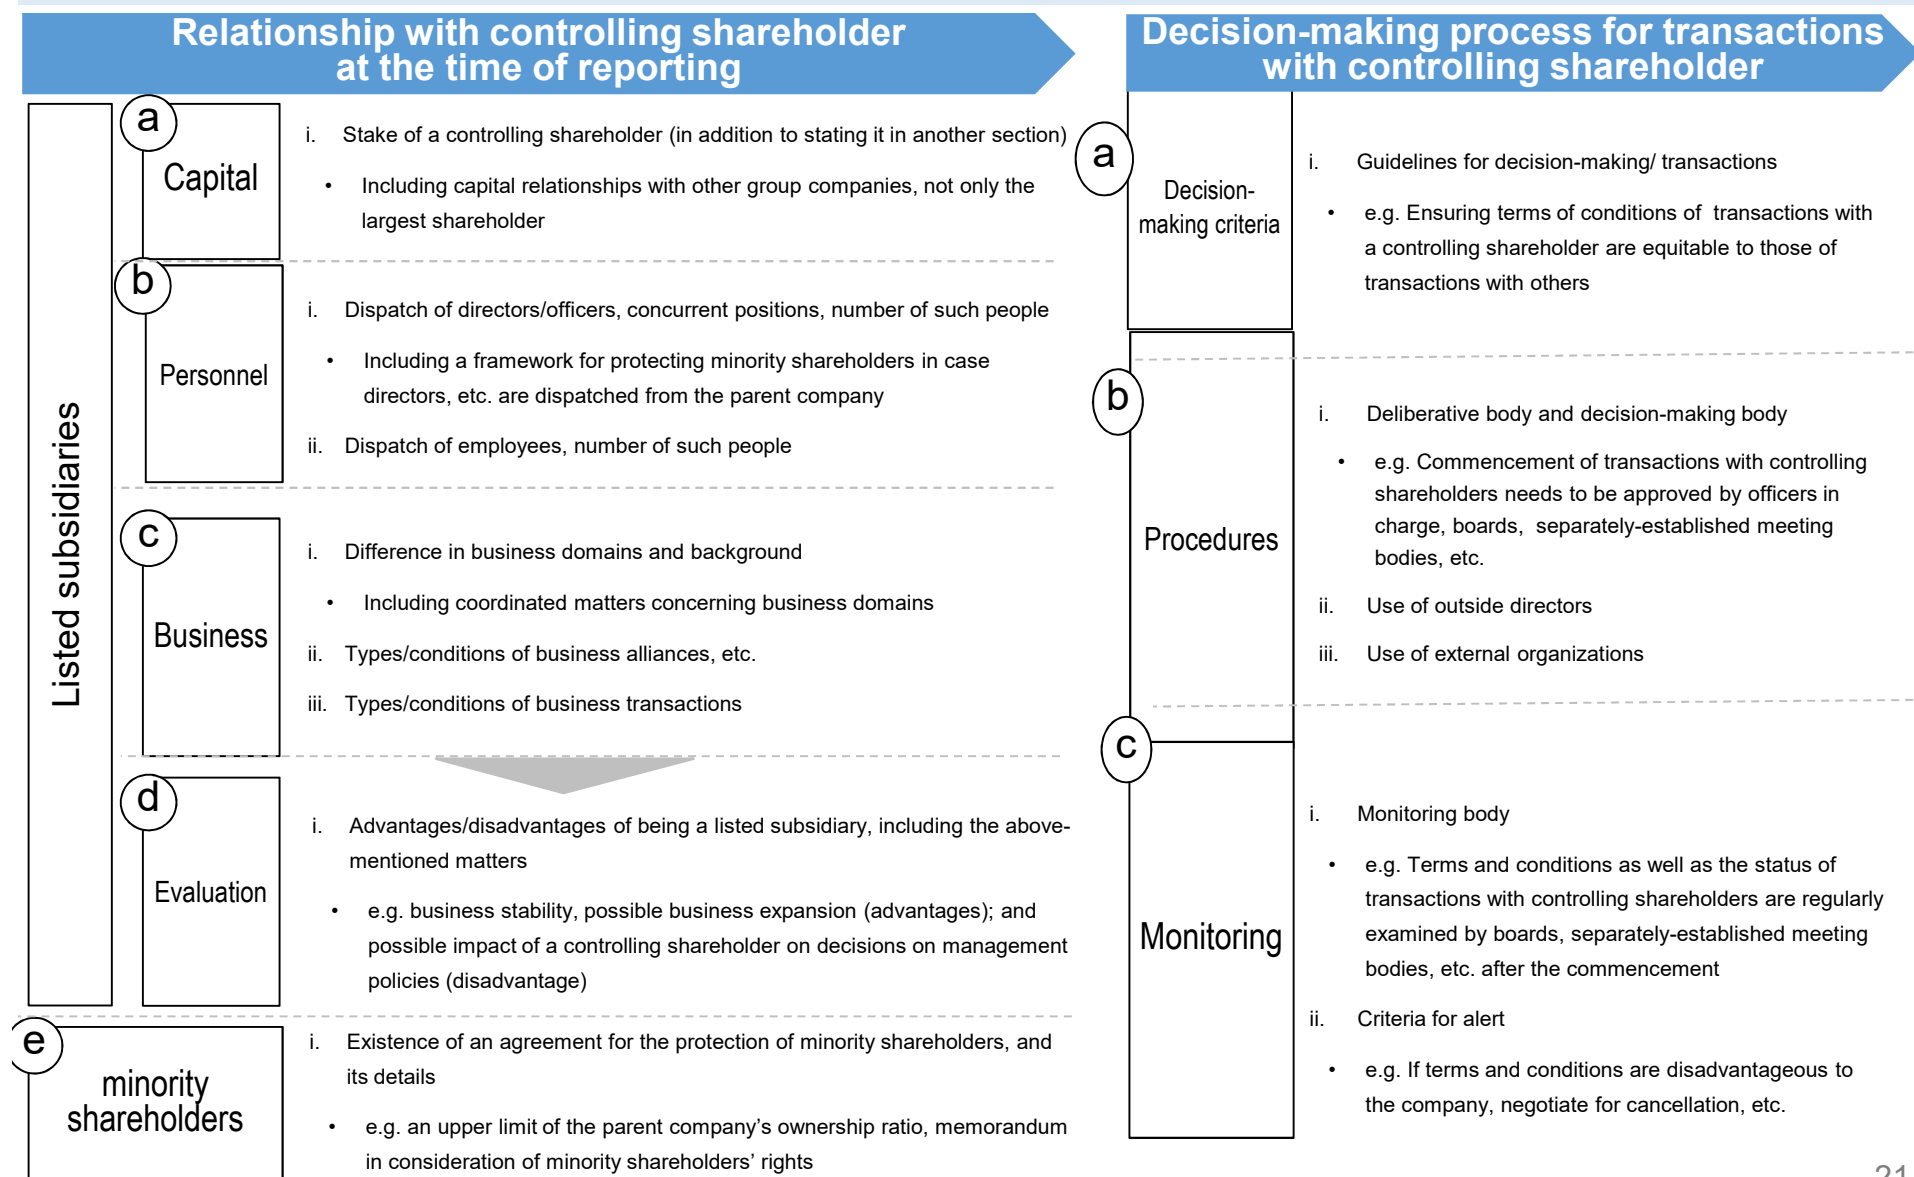 Relationship with controlling shareholder
at the time of reporting
Listed subsidiaries
a
Capital
i. Stake of a controlling shareholder (in addition to stating it in another section)
• Including capital relationships with other group companies, not only the
largest shareholder
b
Personnel
i. Dispatch of directors/officers, concurrent positions, number of such people
• Including a framework for protecting minority shareholders in case
directors, etc. are dispatched from the parent company
ii. Dispatch of employees, number of such people
c
Business
i. Difference in business domains and background
• Including coordinated matters concerning business domains
ii. Types/conditions of business alliances, etc.
iii. Types/conditions of business transactions
d
Evaluation
i. Advantages/disadvantages of being a listed subsidiary, including the above-
mentioned matters
• e.g. business stability, possible business expansion (advantages); and
possible impact of a controlling shareholder on decisions on management
policies (disadvantage)
e
minority
shareholders
i. Existence of an agreement for the protection of minority shareholders, and
its details
• e.g. an upper limit of the parent company's ownership ratio, memorandum
in consideration of minority shareholders' rights
Decision-making process for transactions
with controlling shareholder
a
Decision-
making criteria
i. Guidelines for decision-making/ transactions
• e.g. Ensuring terms of conditions of transactions with
a controlling shareholder are equitable to those of
transactions with others
b
Procedures
i. Deliberative body and decision-making body
• e.g. Commencement of transactions with controlling
shareholders needs to be approved by officers in
charge, boards, separately-established meeting
bodies, etc.
ii. Use of outside directors
iii. Use of external organizations
c
Monitoring
i. Monitoring body
• e.g. Terms and conditions as well as the status of
transactions with controlling shareholders are regularly
examined by boards, separately-established meeting
bodies, etc. after the commencement
ii. Criteria for alert
• e.g. If terms and conditions are disadvantageous to
the company, negotiate for cancellation, etc.
21